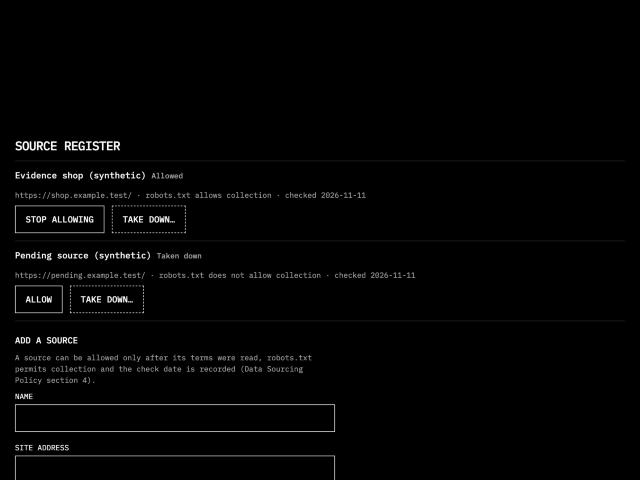 SOURCE REGISTER
Evidence shop (synthetic) Allowed
https://shop.example.test/ · robots.txt allows collection · checked 2026-11-11
STOP ALLOWING TAKE DOWN…
Pending source (synthetic) Taken down
https://pending.example.test/ · robots.txt does not allow collection · checked 2026-11-11
ALLOW TAKE DOWN…
ADD A SOURCE
A source can be allowed only after its terms were read, robots.txt
permits collection and the check date is recorded (Data Sourcing
Policy section 4).
NAME
SITE ADDRESS